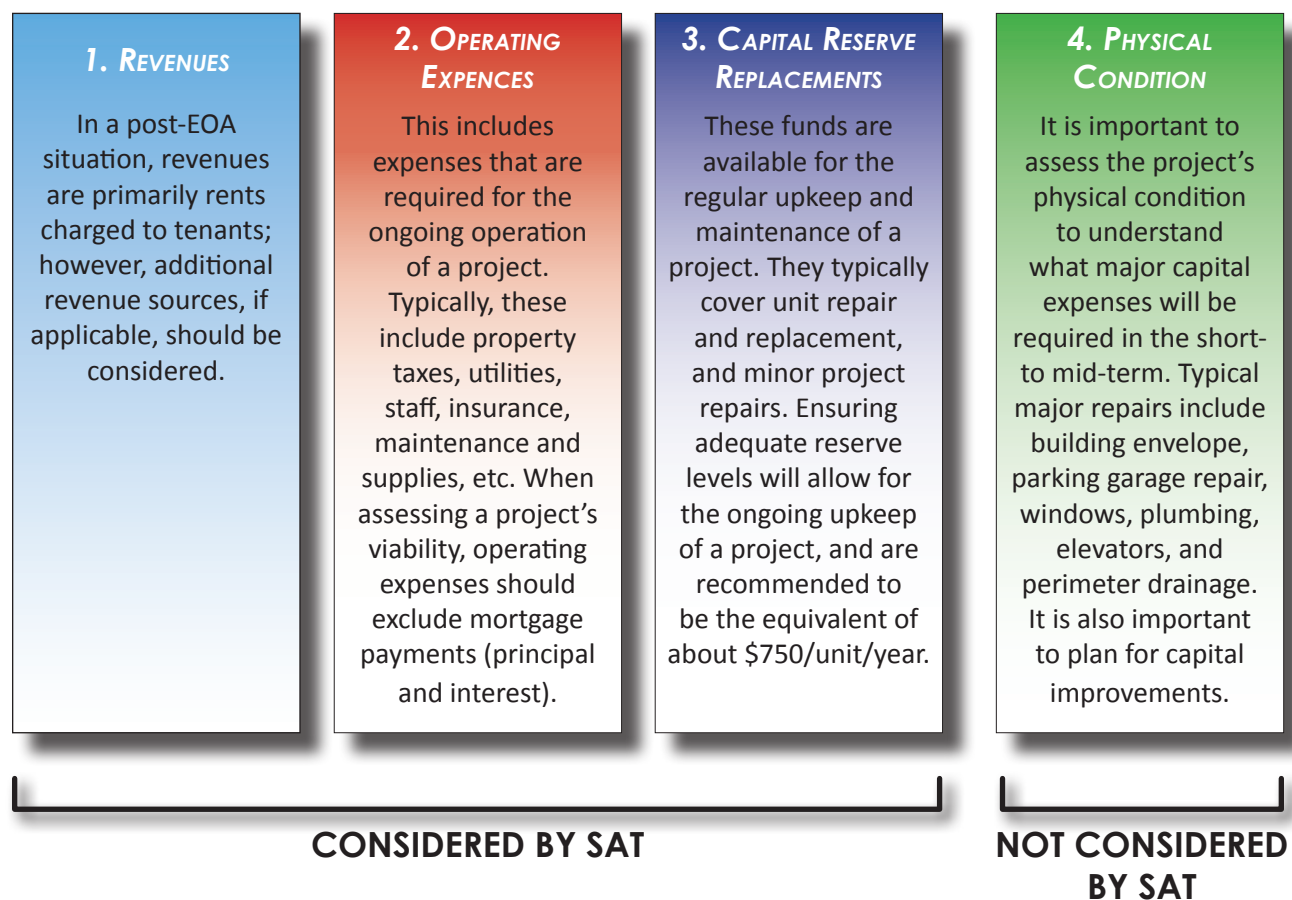 1. Revenues
In a post-EOA
situation, revenues
are primarily rents
charged to tenants;
however, additional
revenue sources, if
applicable, should be
considered.
2. Operating
Expences
This includes
expenses that are
required for the
ongoing operation
of a project.
Typically, these
include property
taxes, utilities,
staff, insurance,
maintenance and
supplies, etc. When
assessing a project’s
viability, operating
expenses should
exclude mortgage
payments (principal
and interest).
3. Capital Reserve
Replacements
These funds are
available for the
regular upkeep and
maintenance of a
project. They typically
cover unit repair
and replacement,
and minor project
repairs. Ensuring
adequate reserve
levels will allow for
the ongoing upkeep
of a project, and are
recommended to
be the equivalent of
about $750/unit/year.
4. Physical
Condition
It is important to
assess the project’s
physical condition
to understand
what major capital
expenses will be
required in the short-
to mid-term. Typical
major repairs include
building envelope,
parking garage repair,
windows, plumbing,
elevators, and
perimeter drainage.
It is also important
to plan for capital
improvements.
CONSIDERED BY SAT
NOT CONSIDERED
BY SAT